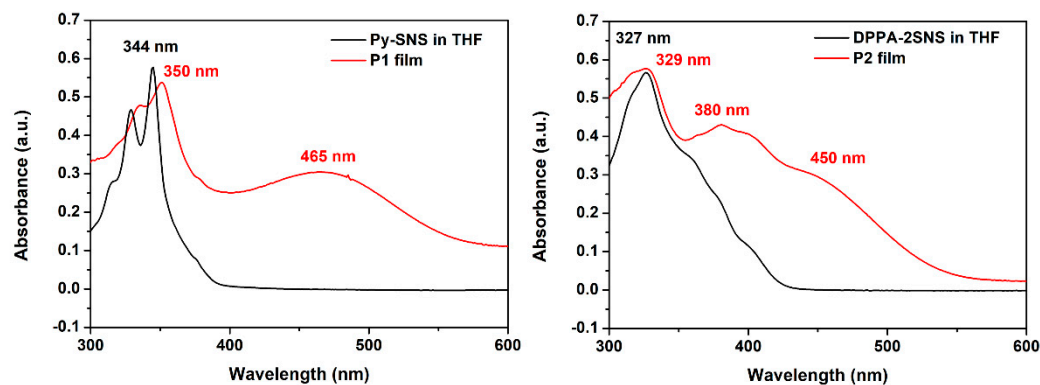 0.7
0.6
0.5
0.4
0.3
0.2
0.1
0.0
-0.1
300
400
500
600
Absorbance (a.u.)
Wavelength (nm)
344 nm
350 nm
465 nm
Py-SNS in THF
P1 film
0.7
0.6
0.5
0.4
0.3
0.2
0.1
0.0
-0.1
300
400
500
600
Absorbance (a.u.)
Wavelength (nm)
327 nm
329 nm
380 nm
450 nm
DPPA-2SNS in THF
P2 film